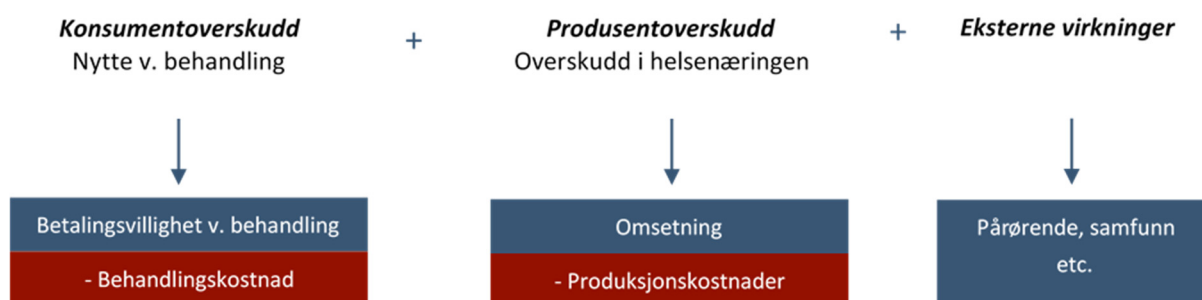 Konsumentoverskudd
Nytte v. behandling
+
Produsentoverskudd
Overskudd i helsenæringen
+
Eksterne virkninger
Betalingsvillighet v. behandling
- Behandlingskostnad
Omsetning
- Produksjonskostnader
Pårørende, samfunn
etc.